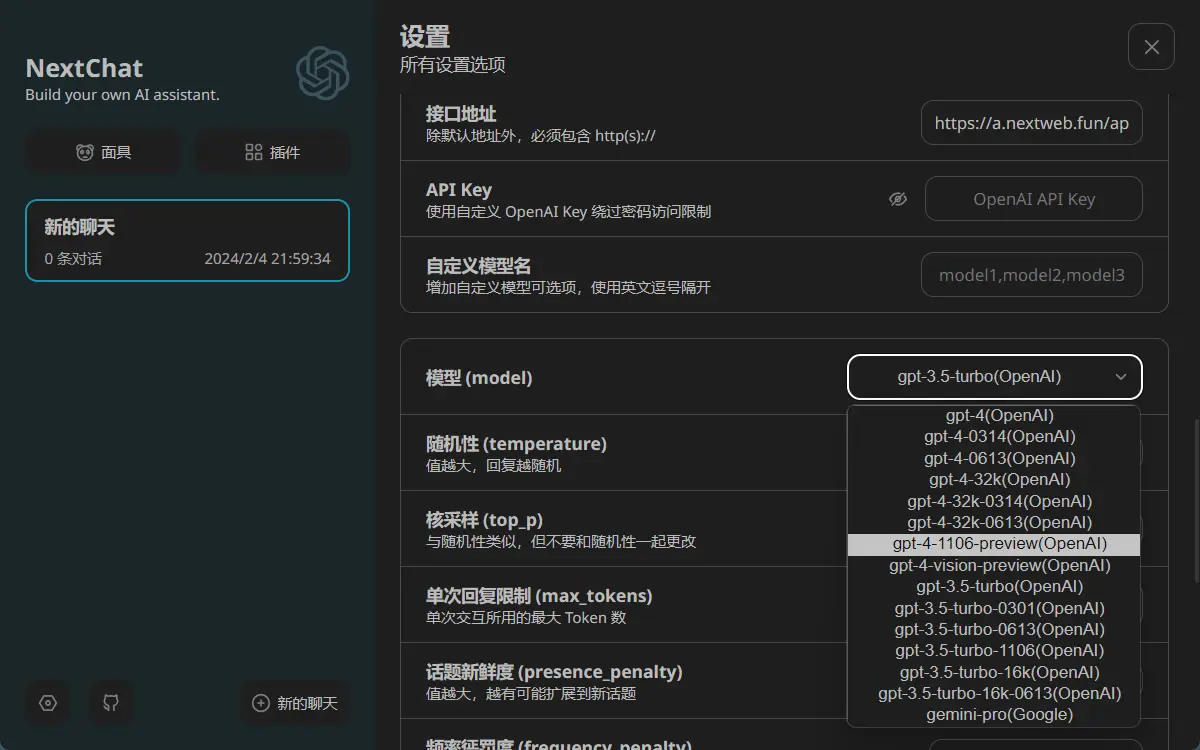 NextChat
Build your own AI assistant.
面具
插件
新的聊天
0 条对话
2024/2/4 21:59:34
新的聊天
设置
所有设置选项
接口地址
除默认地址外，必须包含 http(s)://
https://a.nextweb.fun/ap
API Key
使用自定义 OpenAI Key 绕过密码访问限制
OpenAI API Key
自定义模型名
增加自定义模型可选项，使用英文逗号隔开
model1,model2,model3
模型 (model)
gpt-3.5-turbo(OpenAI)
gpt-4(OpenAI)
gpt-4-0314(OpenAI)
gpt-4-0613(OpenAI)
gpt-4-32k(OpenAI)
gpt-4-32k-0314(OpenAI)
gpt-4-32k-0613(OpenAI)
gpt-4-1106-preview(OpenAI)
gpt-4-vision-preview(OpenAI)
gpt-3.5-turbo(OpenAI)
gpt-3.5-turbo-0301(OpenAI)
gpt-3.5-turbo-0613(OpenAI)
gpt-3.5-turbo-1106(OpenAI)
gpt-3.5-turbo-16k(OpenAI)
gpt-3.5-turbo-16k-0613(OpenAI)
gemini-pro(Google)
随机性 (temperature)
值越大，回复越随机
核采样 (top_p)
与随机性类似，但不要和随机性一起更改
单次回复限制 (max_tokens)
单次交互所用的最大 Token 数
话题新鲜度 (presence_penalty)
值越大，越有可能扩展到新话题
频率惩罚度 (frequency_penalty)